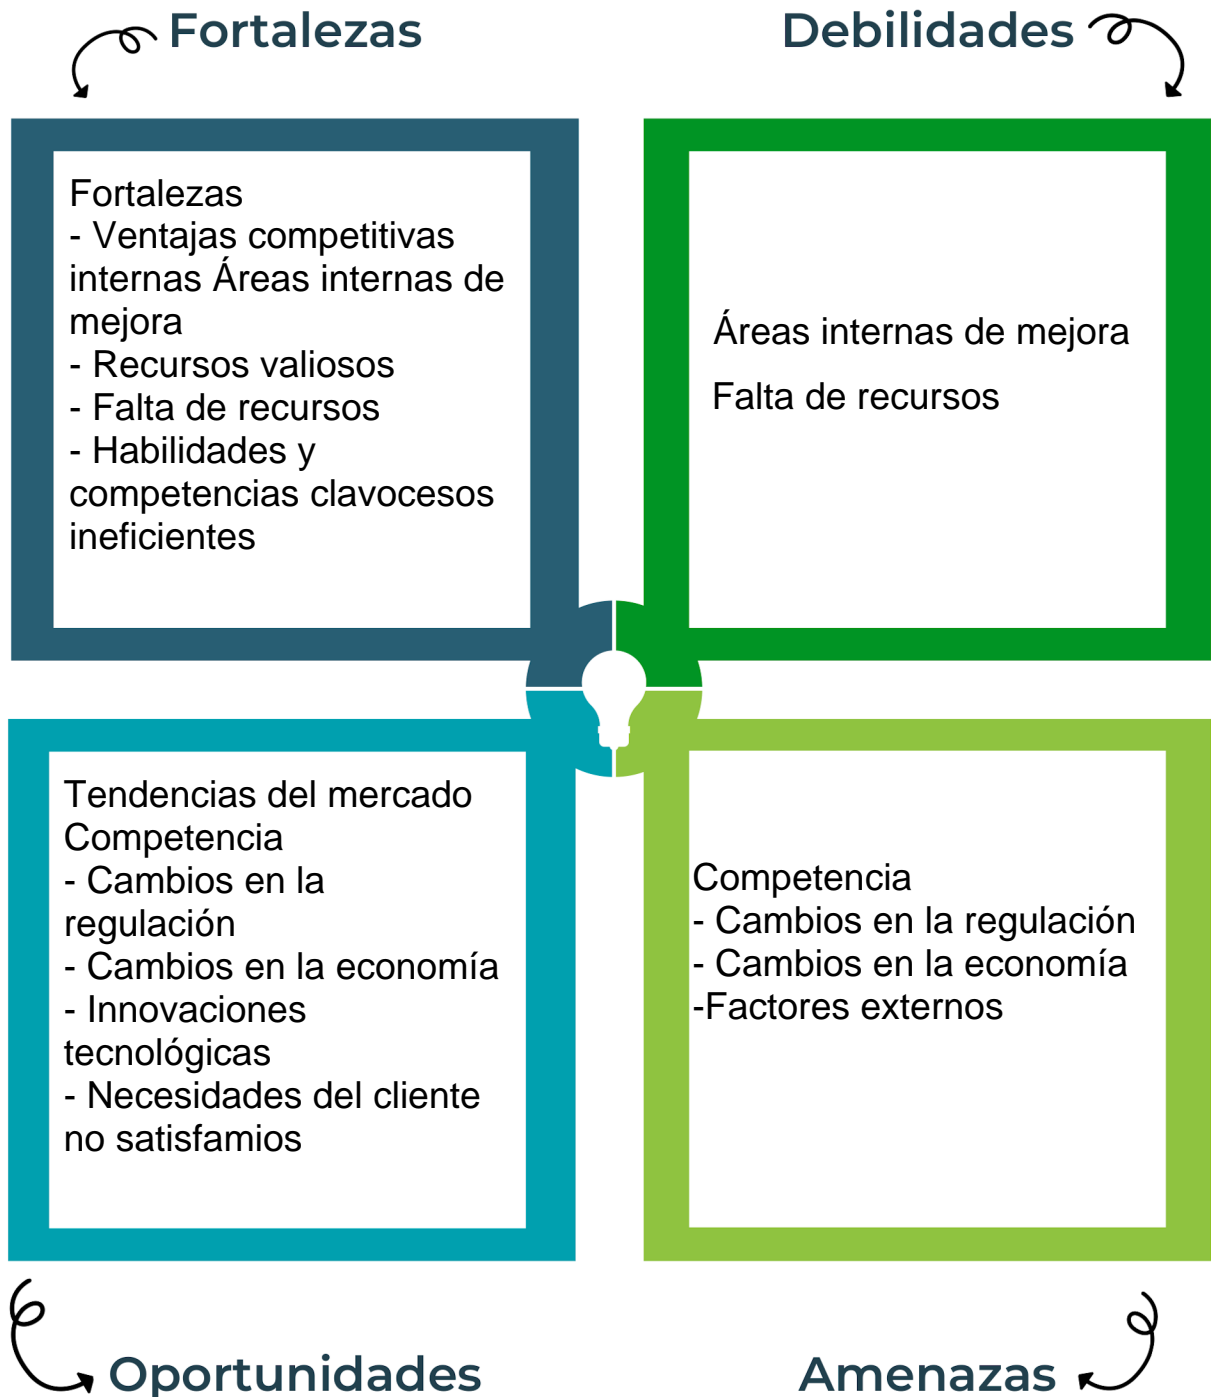 Fortalezas
Debilidades
Fortalezas
- Ventajas competitivas
internas Áreas internas de
mejora
- Recursos valiosos
- Falta de recursos
- Habilidades y
competencias clavocesos
ineficientes
Áreas internas de mejora
Falta de recursos
Tendencias del mercado
Competencia
- Cambios en la
regulación
- Cambios en la economía
- Innovaciones
tecnológicas
- Necesidades del cliente
no satisfamios
Competencia
- Cambios en la regulación
- Cambios en la economía
-Factores externos
Oportunidades
Amenazas